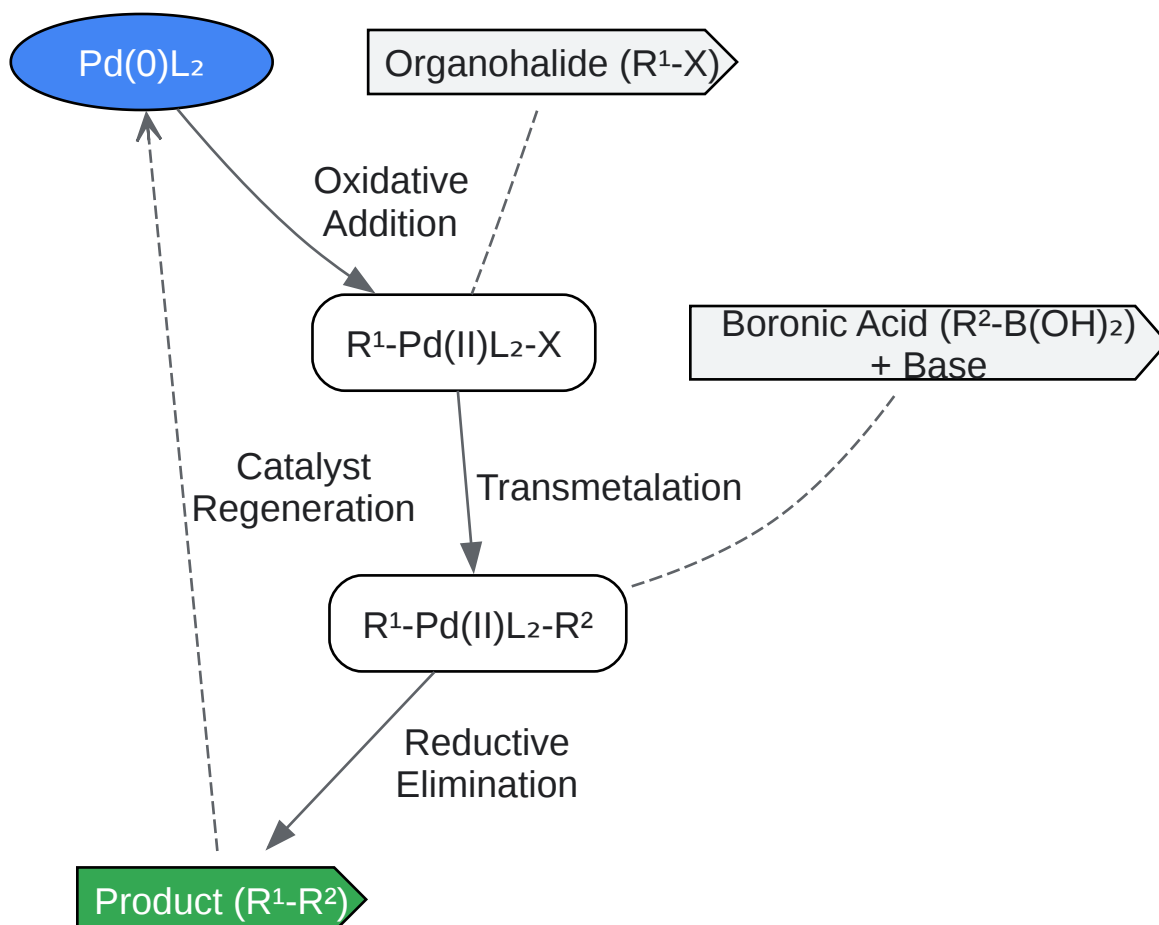 Pd(0)L₂
Organohalide (R¹-X)
Oxidative
Addition
R¹-Pd(II)L₂-X
Boronic Acid (R²-B(OH)₂)
+ Base
Catalyst
Regeneration
Transmetalation
R¹-Pd(II)L₂-R²
Reductive
Elimination
Product (R¹-R²)